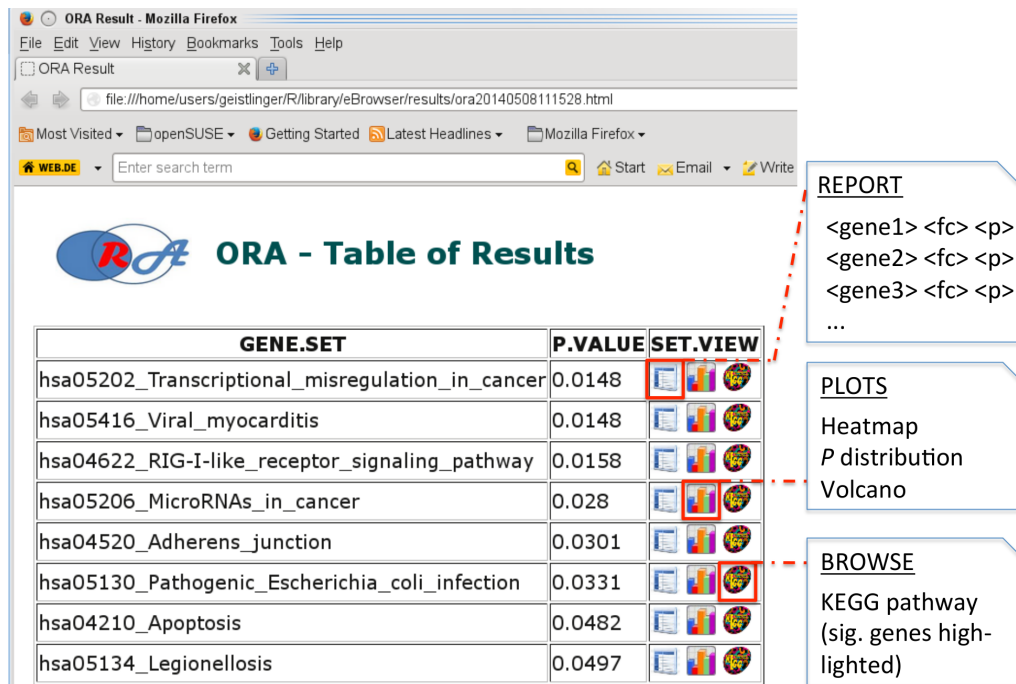 ORA Result - Mozilla Firefox
File Edit View History Bookmarks Tools Help
ORA Result
file:///home/users/geistlinger/R/library/eBrowser/results/ora20140508111528.html
Most Visited openSUSE Getting Started Latest Headlines Mozilla Firefox
WEB.DE Enter search term Start Email Write
RA ORA - Table of Results
GENE.SET P.VALUE SET.VIEW
hsa05202_Transcriptional_misregulation_in_cancer 0.0148
hsa05416_Viral_myocarditis 0.0148
hsa04622_RIG-I-like_receptor_signaling_pathway 0.0158
hsa05206_MicroRNAs_in_cancer 0.028
hsa04520_Adherens_junction 0.0301
hsa05130_Pathogenic_Escherichia_coli_infection 0.0331
hsa04210_Apoptosis 0.0482
hsa05134_Legionellosis 0.0497
REPORT
<gene1> <fc> <p>
<gene2> <fc> <p>
<gene3> <fc> <p>
...
PLOTS
Heatmap
P distribution
Volcano
BROWSE
KEGG pathway
(sig. genes high-
lighted)